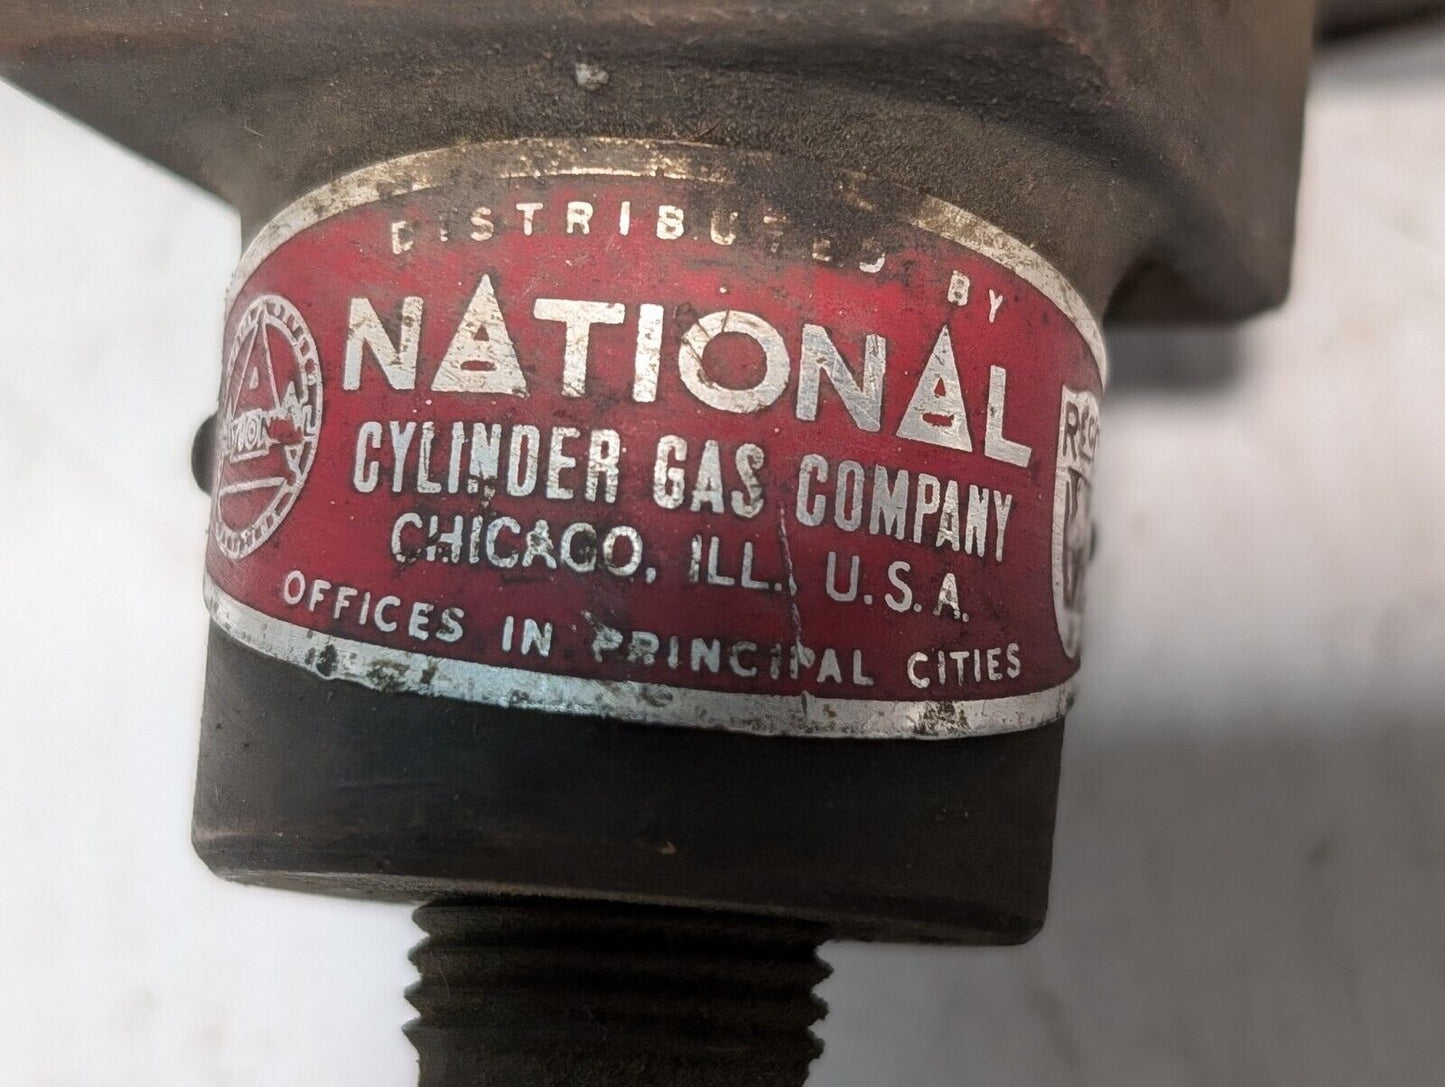 DISTRIBUTED BY
NATIONAL
CYLINDER GAS COMPANY
CHICAGO, ILL., U.S.A.
OFFICES IN PRINCIPAL CITIES